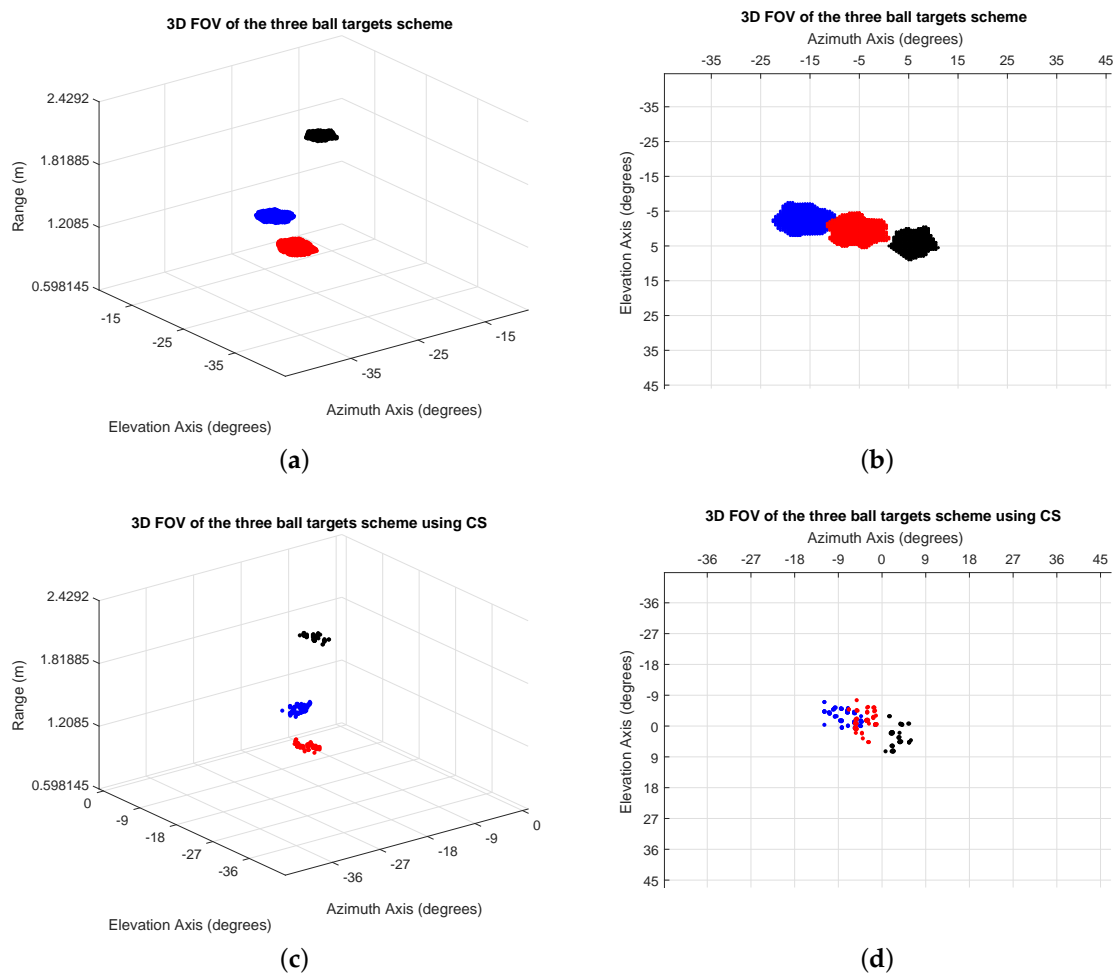 3D FOV of the three ball targets scheme
2.4292
1.81885
1.2085
0.598145
Range (m)
-15
-25
-35
-35
-25
-15
Elevation Axis (degrees)
Azimuth Axis (degrees)
(a)
3D FOV of the three ball targets scheme
Azimuth Axis (degrees)
-35 -25 -15 -5 5 15 25 35 45
-35
-25
-15
-5
5
15
25
35
45
Elevation Axis (degrees)
(b)
3D FOV of the three ball targets scheme using CS
2.4292
1.81885
1.2085
0.598145
Range (m)
0
-9
-18
-27
-36
-36
-27
-18
-9
0
Elevation Axis (degrees)
Azimuth Axis (degrees)
(c)
3D FOV of the three ball targets scheme using CS
Azimuth Axis (degrees)
-36 -27 -18 -9 0 9 18 27 36 45
-36
-27
-18
-9
0
9
18
27
36
45
Elevation Axis (degrees)
(d)